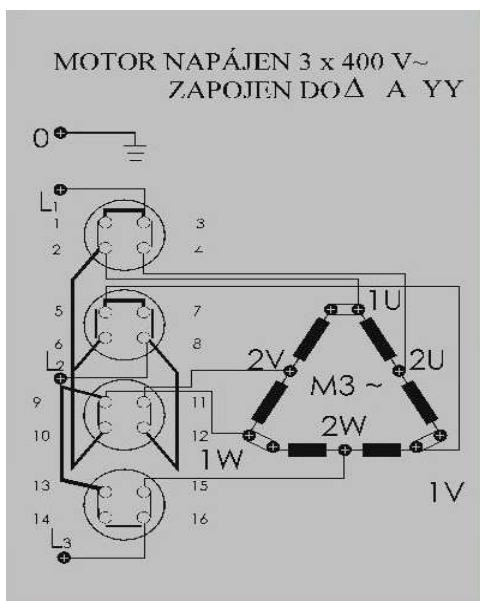 MOTOR NAPÁJEN 3 x 400 V~
ZAPOJEN DO Δ A YY
0
L1
1 3
2 4
5 7
6 8
L2
9 11
10 12
13 15
14 16
L3
1U
2V 2U
M3 ~
2W
1W
1V